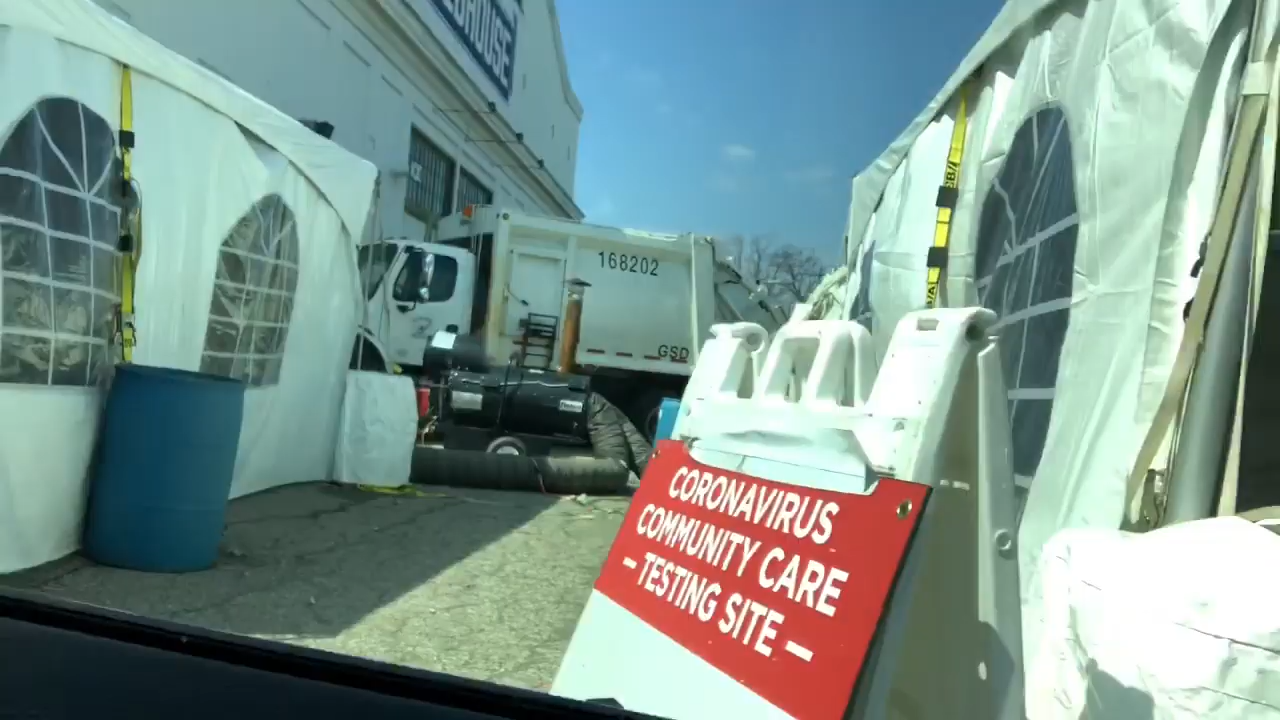 168202
GSD
CORONAVIRUS
COMMUNITY CARE
– TESTING SITE –